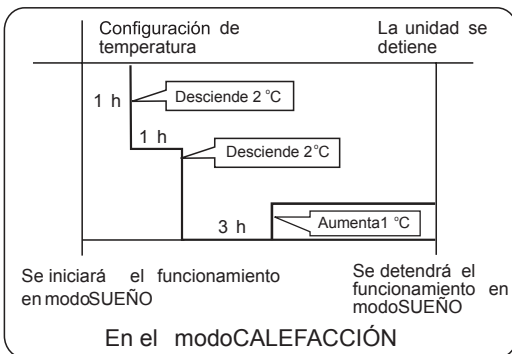 Configuración de
temperatura
La unidad se
detiene
1 h
Desciende 2 °C
1 h
Desciende 2°C
3 h
Aumenta1 °C
Se iniciará el funcionamiento
en modoSUEÑO
Se detendrá el
funcionamiento en
modoSUEÑO
En el modoCALEFACCIÓN